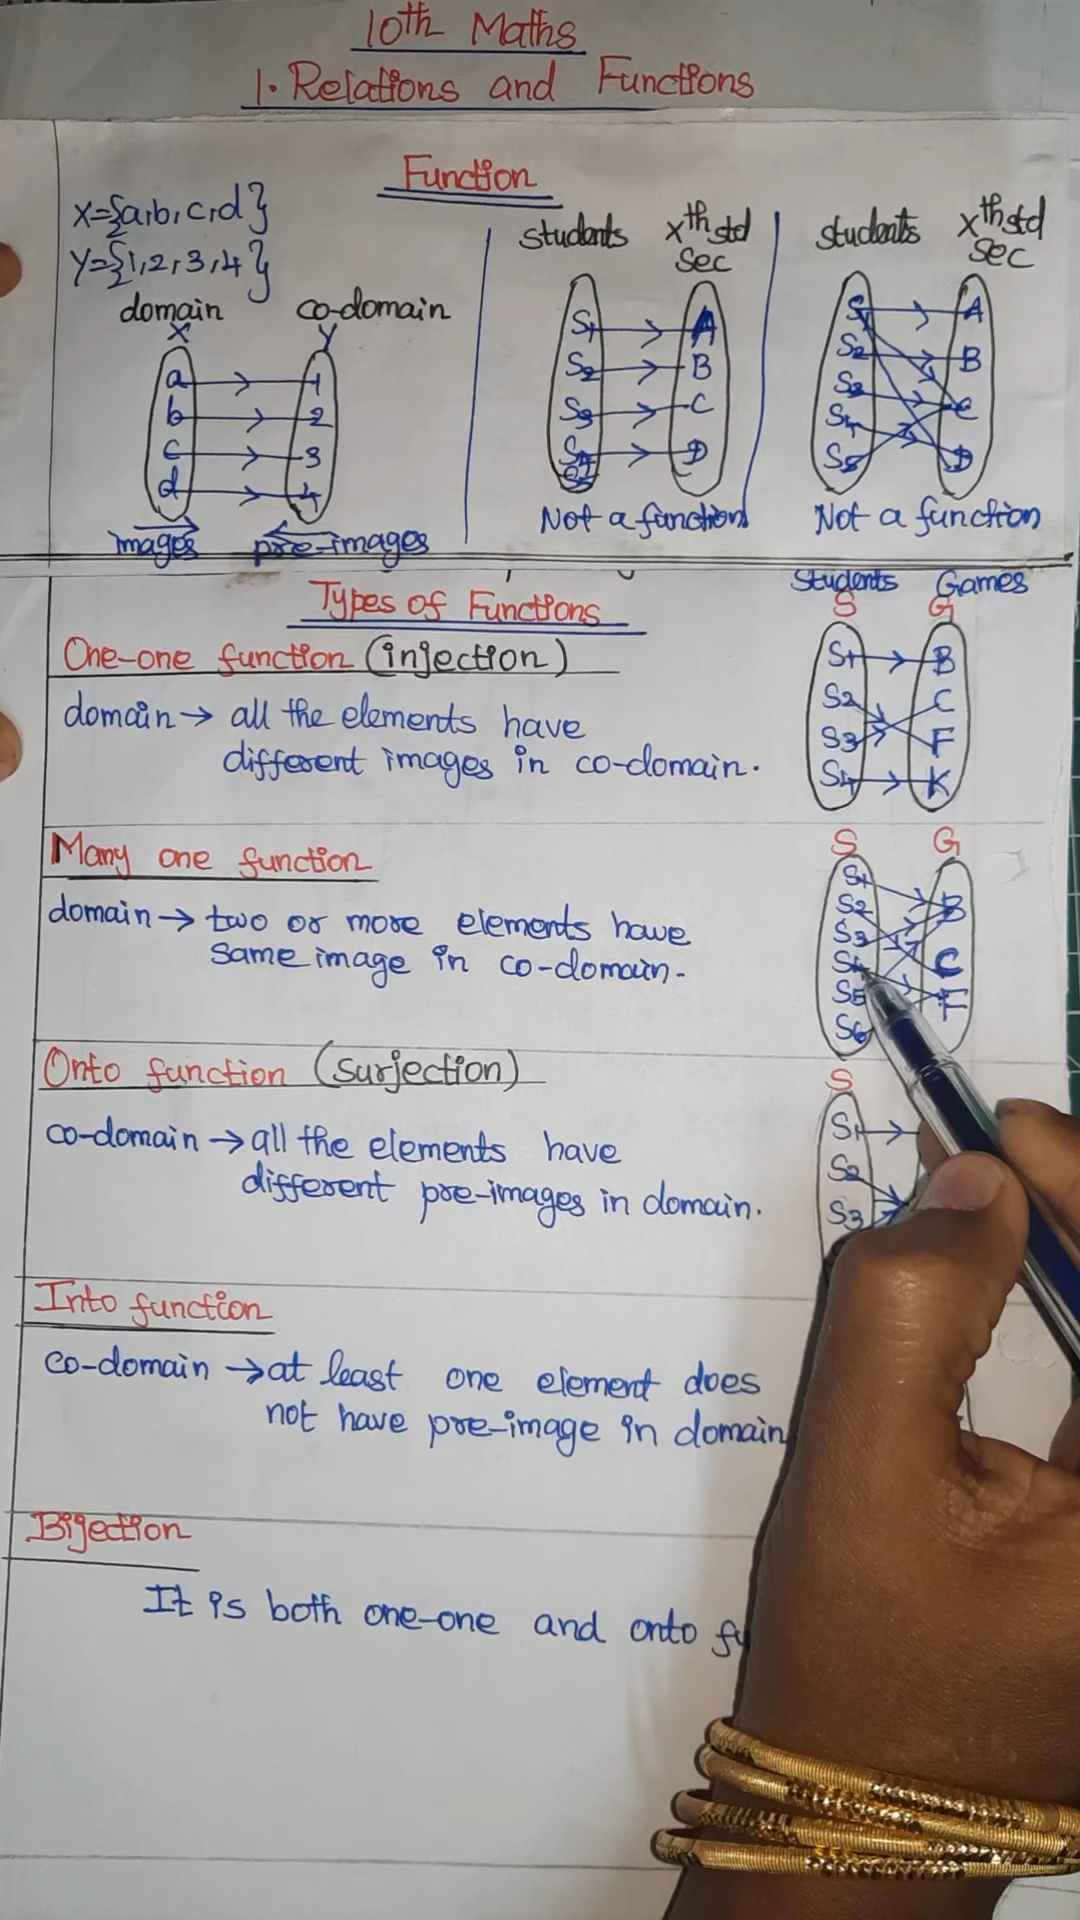 10th Maths
1. Relations and Functions
Function
X={a,b,c,d}
Y={1,2,3,4}
domain co-domain
X Y
a 1
b 2
c 3
d 4
images pre-images
Students Xth std
Sec
S1 A
S2 B
S3 C
S4 D
Not a function
Students Xth std
Sec
S1 A
S2 B
C
S4 D
S5
Not a function
Types of Functions
Students Games
S G
S1 B
S2 C
S3 F
S4 K
One-one function (injection)
domain → all the elements have
different images in co-domain.
Many one function
domain → two or more elements have
same image in co-domain.
S G
S1 B
S2
S3 C
S4
S5 F
S6
Onto function (surjection)
co-domain → all the elements have
different pre-images in domain.
S
S1
S2
S3
Into function
co-domain → at least one element does
not have pre-image in domain
Bijection
It is both one-one and onto